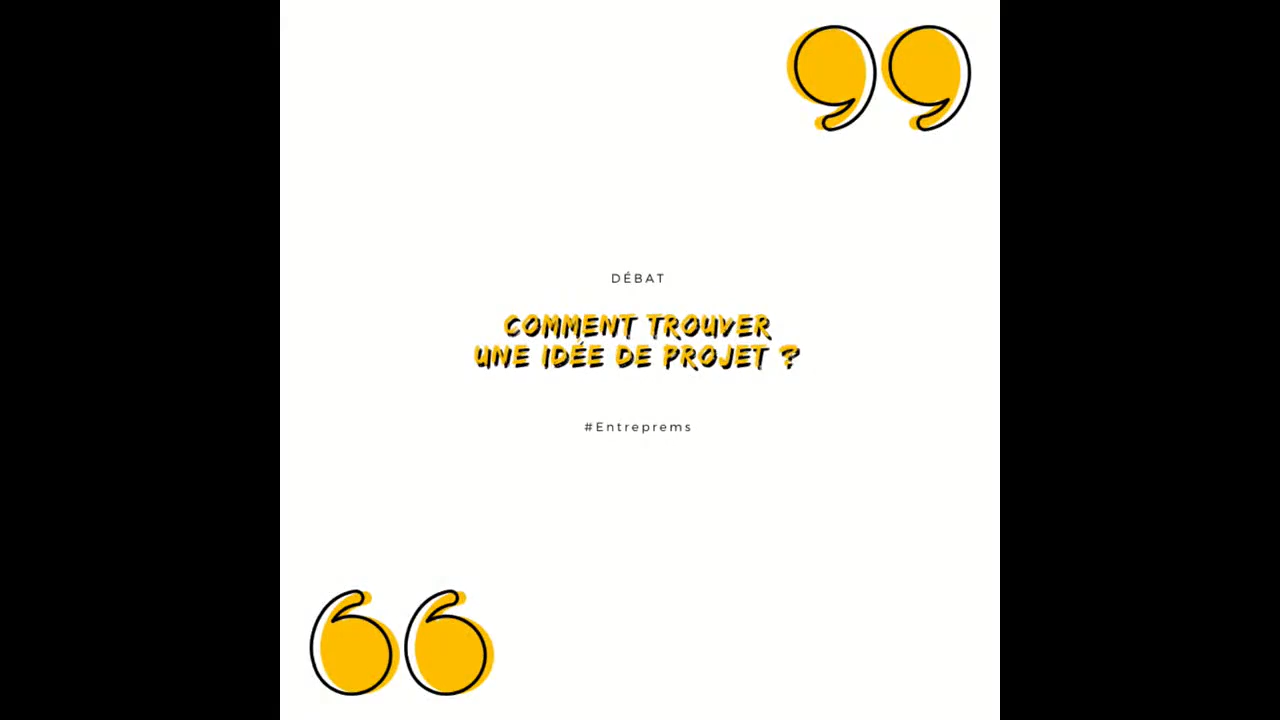 DÉBAT
COMMENT TROUVER
UNE IDÉE DE PROJET ?
#Entreprems